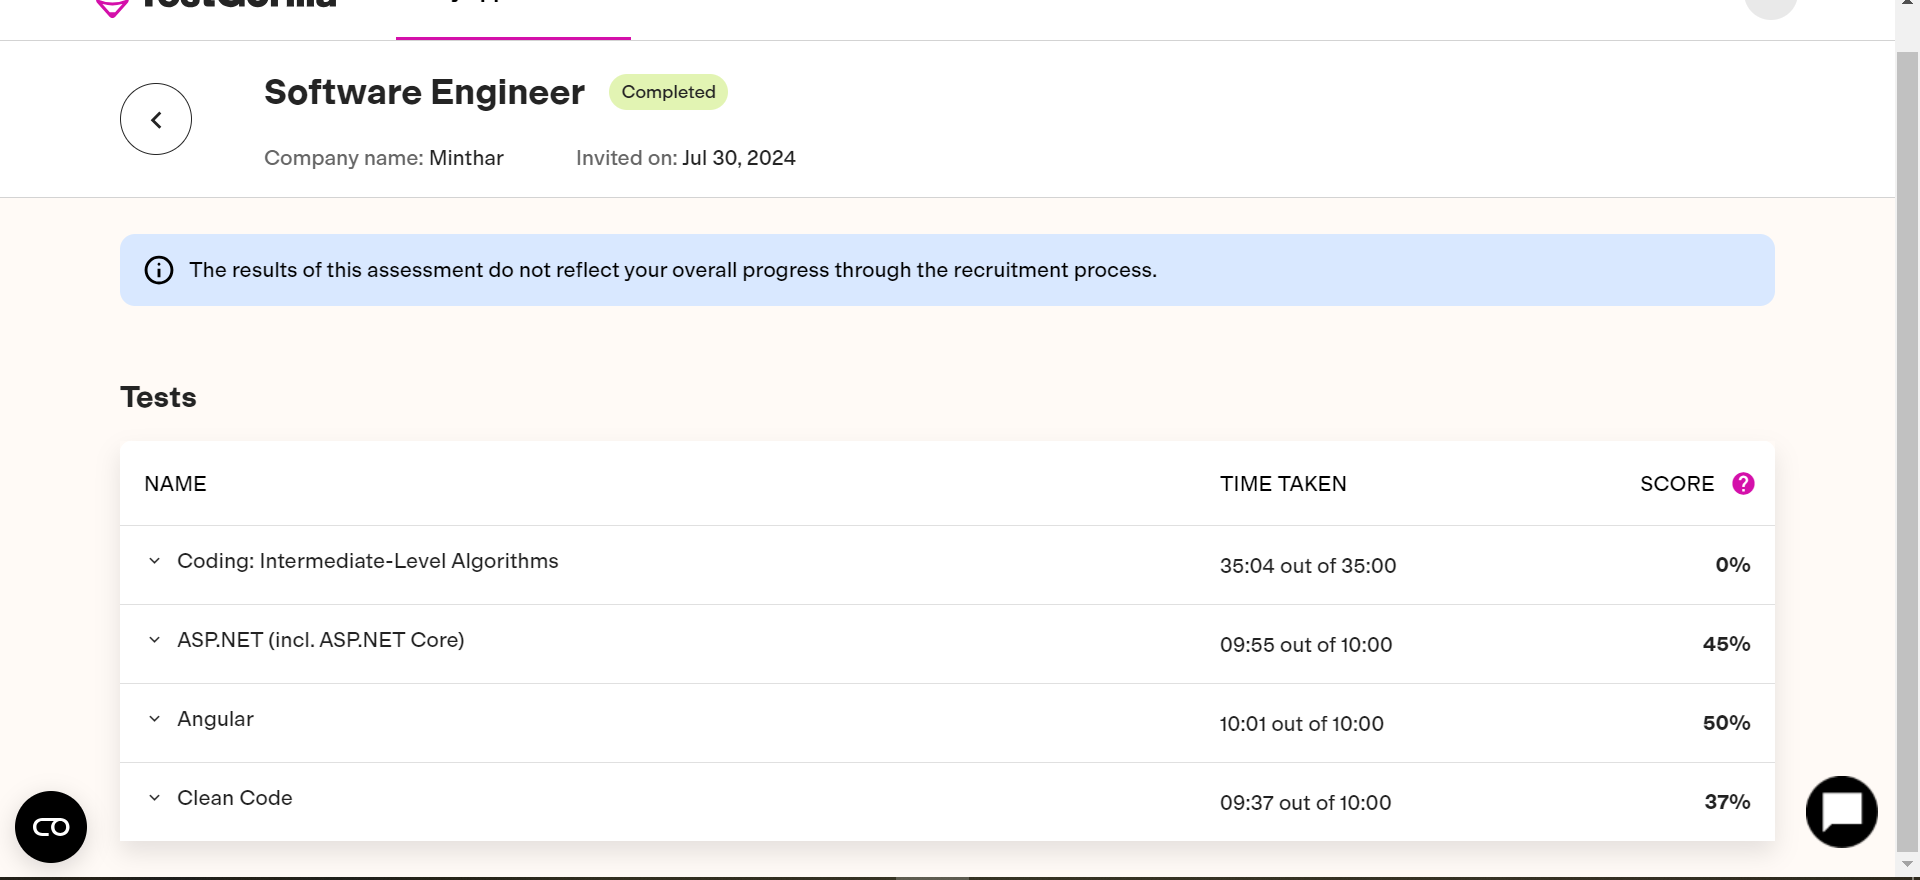 Software Engineer
Completed
Company name: Minthar
Invited on: Jul 30, 2024
The results of this assessment do not reflect your overall progress through the recruitment process.
Tests
NAME
TIME TAKEN
SCORE ?
Coding: Intermediate-Level Algorithms
35:04 out of 35:00
0%
ASP.NET (incl. ASP.NET Core)
09:55 out of 10:00
45%
Angular
10:01 out of 10:00
50%
Clean Code
09:37 out of 10:00
37%